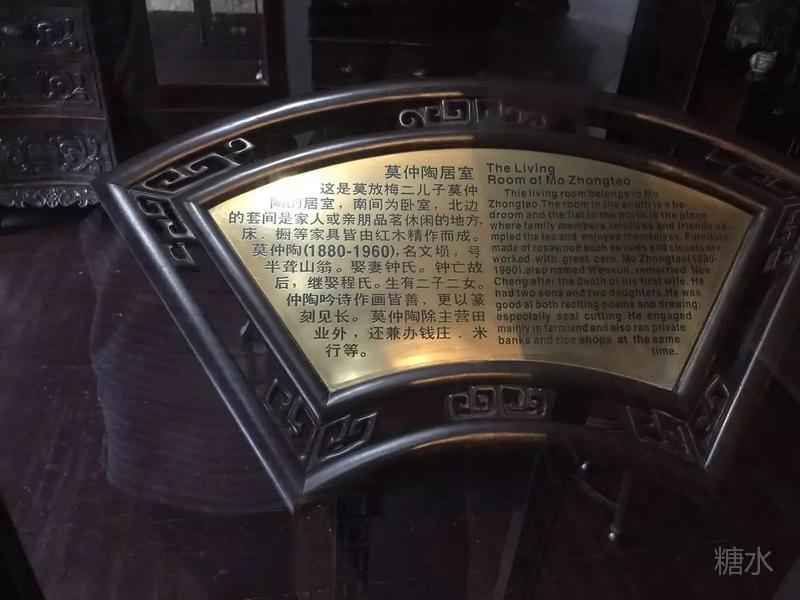 莫仲陶居室
这是莫放梅二儿子莫仲
陶的居室，南间为卧室，北边
的套间是家人或亲朋品茗休闲的地方，
床、橱等家具皆由红木精作而成。
莫仲陶(1880-1960)，名文埙，号
半聋山翁。娶妻钟氏。钟亡故
后，继娶程氏。生有二子二女。
仲陶吟诗作画皆善，更以篆
刻见长。莫仲陶除主营田
业外，还兼办钱庄、米
行等。
The Living
Room of Mo Zhongtao
This living room belongs to Mo
Zhongtao.The room in the south is a be-
droom and the flat in the north is the place
where family members,relatives and friends sa-
mpled the tea and enjoyed themselves. Furniture
made of rosewood such as beds and closets are
worked with great care. Mo Zhongtao(1880-
1960),also named Wenxun, remarried Nee
Cheng after the death of his first wife. He
had two sons and two daughters.He was
good at both reciting poems and drawing,
especially seal cutting. He engaged
mainly in farmland and also ran private
banks and rice shops at the same
time.
糖水